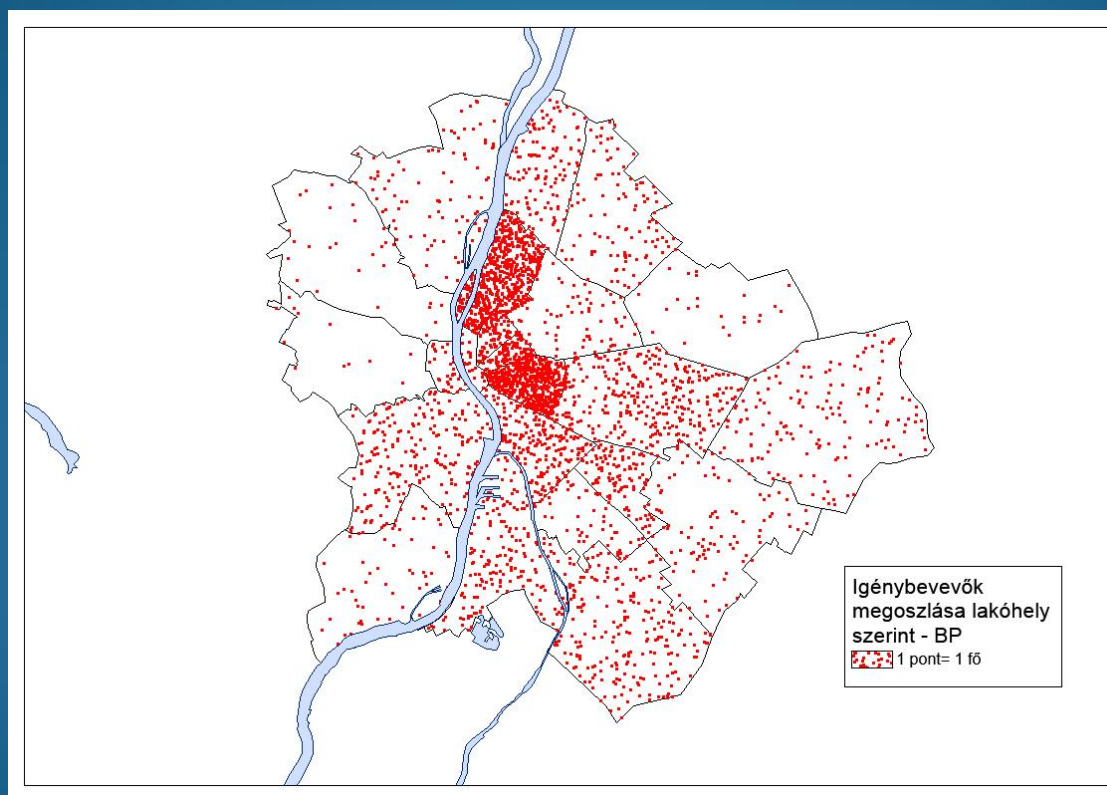 Igénybevevők
megoszlása lakóhely
szerint - BP
1 pont= 1 fő